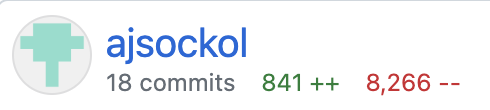 ajsockol
18 commits 841 ++ 8,266 --